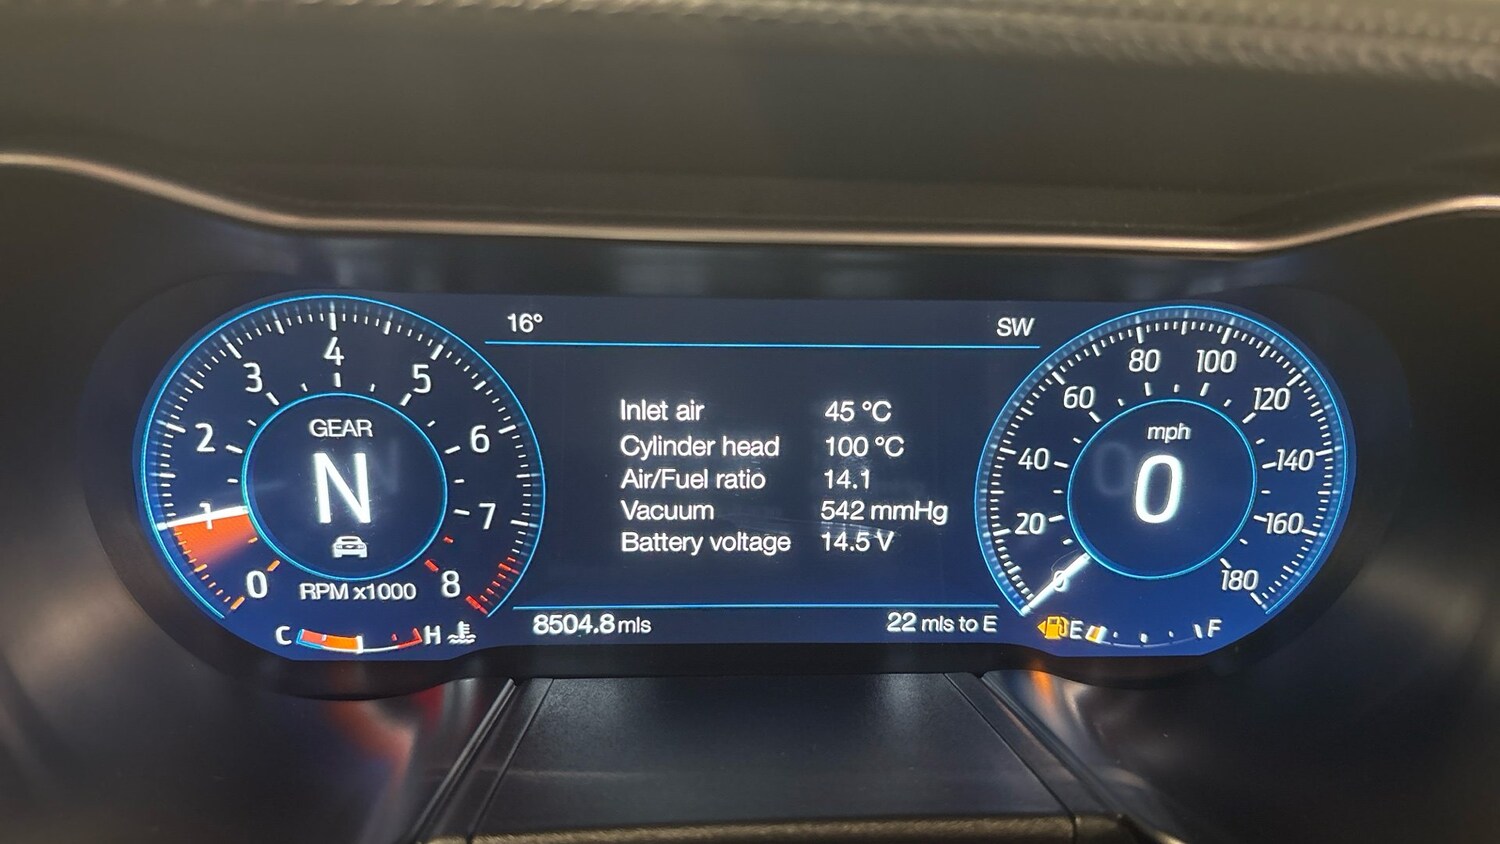 16° SW
4
3 5
2 6
1 7
0 8
GEAR
N
RPM x1000
C H
Inlet air 45 °C
Cylinder head 100 °C
Air/Fuel ratio 14.1
Vacuum 542 mmHg
Battery voltage 14.5 V
8504.8 mls 22 mls to E
80 100
60 120
40 140
20 160
0 180
mph
0
E F